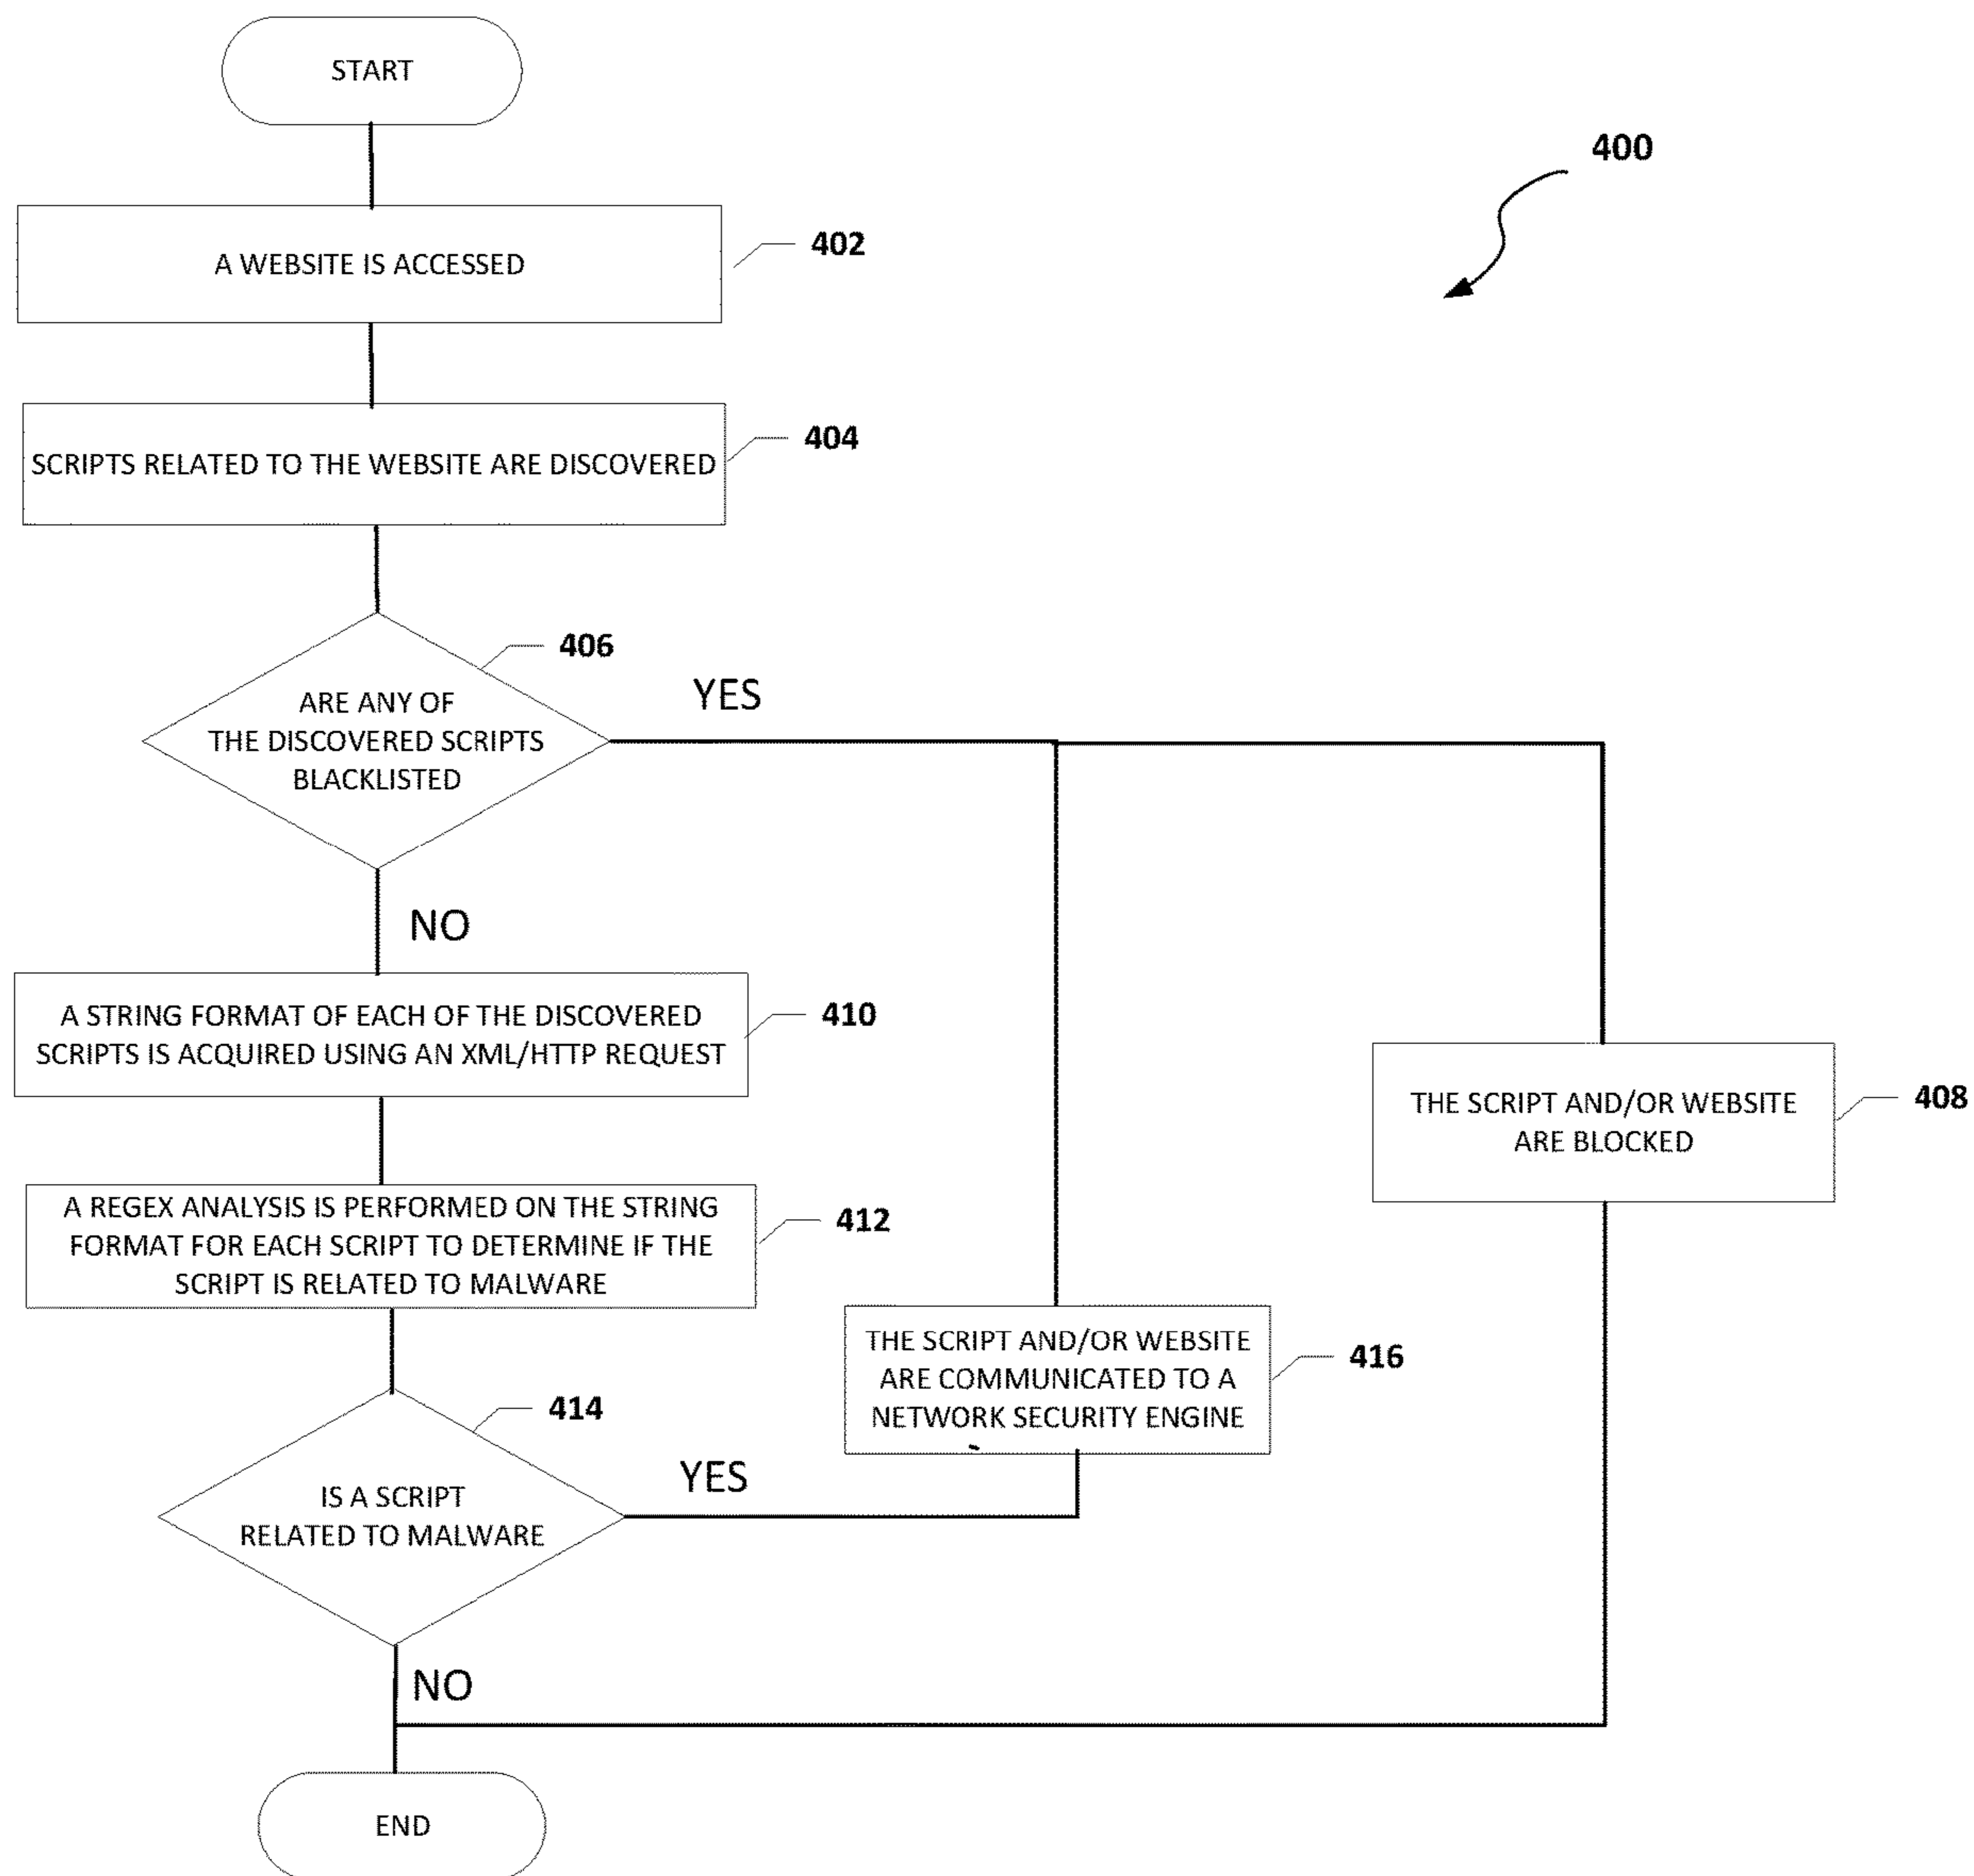 START
400
A WEBSITE IS ACCESSED
402
SCRIPTS RELATED TO THE WEBSITE ARE DISCOVERED
404
406
ARE ANY OF
THE DISCOVERED SCRIPTS
BLACKLISTED
YES
NO
A STRING FORMAT OF EACH OF THE DISCOVERED
SCRIPTS IS ACQUIRED USING AN XML/HTTP REQUEST
410
THE SCRIPT AND/OR WEBSITE
ARE BLOCKED
408
A REGEX ANALYSIS IS PERFORMED ON THE STRING
FORMAT FOR EACH SCRIPT TO DETERMINE IF THE
SCRIPT IS RELATED TO MALWARE
412
THE SCRIPT AND/OR WEBSITE
ARE COMMUNICATED TO A
NETWORK SECURITY ENGINE
416
414
IS A SCRIPT
RELATED TO MALWARE
YES
NO
END